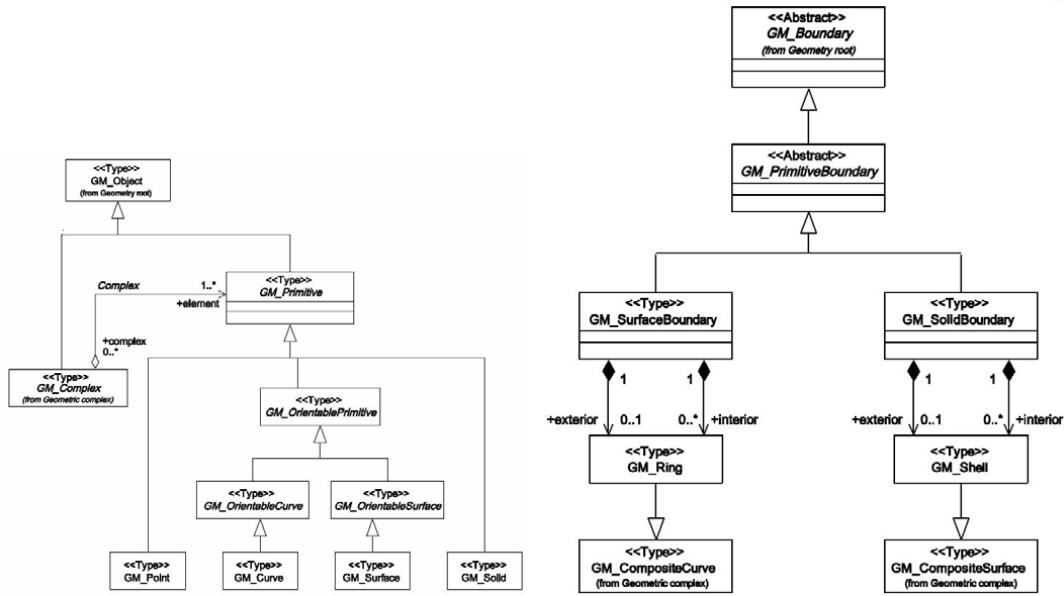 <<Type>>
GM_Object
(from Geometry root)
Complex
1..*
+element
<<Type>>
GM_Primitive
+complex
0..*
<<Type>>
GM_Complex
(from Geometric complex)
<<Type>>
GM_OrientablePrimitive
<<Type>>
GM_OrientableCurve
<<Type>>
GM_OrientableSurface
<<Type>>
GM_Point
<<Type>>
GM_Curve
<<Type>>
GM_Surface
<<Type>>
GM_Solid
<<Abstract>>
GM_Boundary
(from Geometry root)
<<Abstract>>
GM_PrimitiveBoundary
<<Type>>
GM_SurfaceBoundary
<<Type>>
GM_SolidBoundary
1
1
+exterior
0..1
0..*
+interior
1
1
+exterior
0..1
0..*
+interior
<<Type>>
GM_Ring
<<Type>>
GM_Shell
<<Type>>
GM_CompositeCurve
(from Geometric complex)
<<Type>>
GM_CompositeSurface
(from Geometric complex)